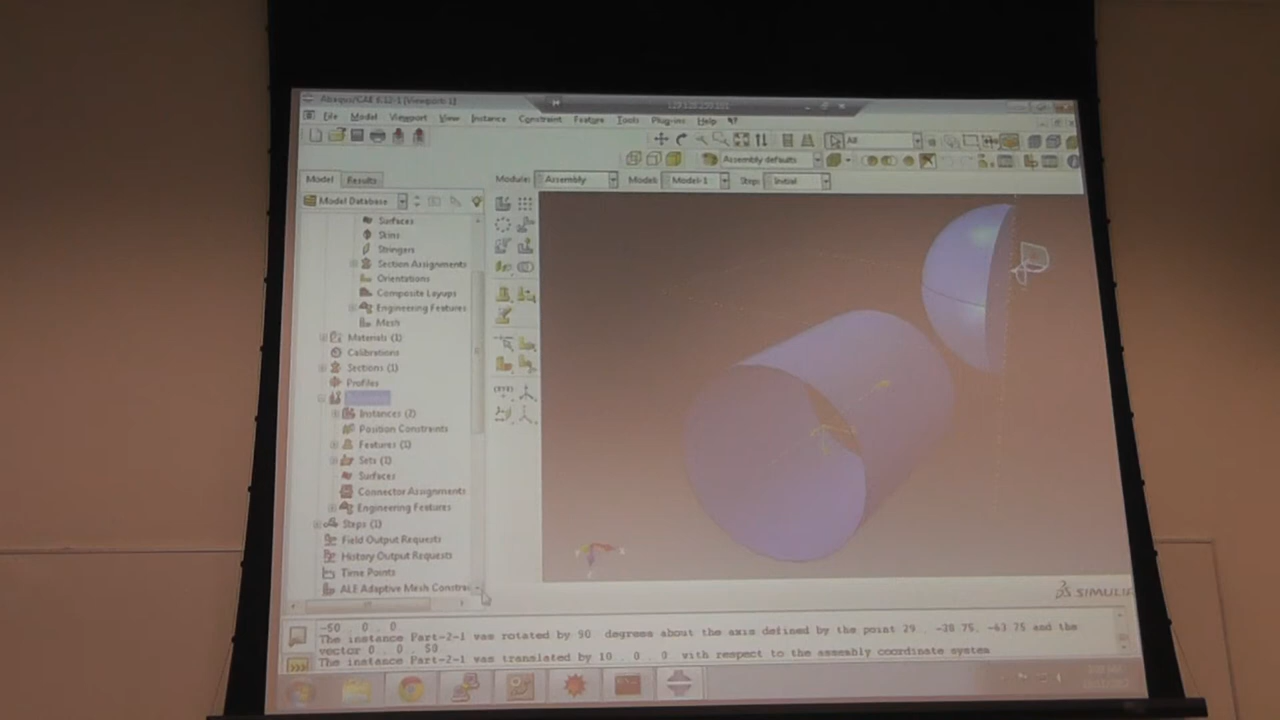 Abaqus/CAE 6.12-1 [Viewport: 1]
File Model Viewport View Instance Constraint Feature Tools Plug-ins Help
All
Assembly defaults
Model Results
Module: Assembly Model: Model-1 Step: Initial
Model Database
Surfaces
Skins
Stringers
Section Assignments
Orientations
Composite Layups
Engineering Features
Mesh
Materials (1)
Calibrations
Sections (1)
Profiles
Instances (2)
Position Constraints
Features (1)
Sets (1)
Surfaces
Connector Assignments
Engineering Features
Steps (1)
Field Output Requests
History Output Requests
Time Points
ALE Adaptive Mesh Constra
SIMULI
-50 , 0 , 0
The instance Part-2-1 was rotated by 90 degrees about the axis defined by the point 29 , -38.75, -63.75 and the
vector 0 , 0 , 50
The instance Part-2-1 was translated by 10 , 0 , 0 with respect to the assembly coordinate system